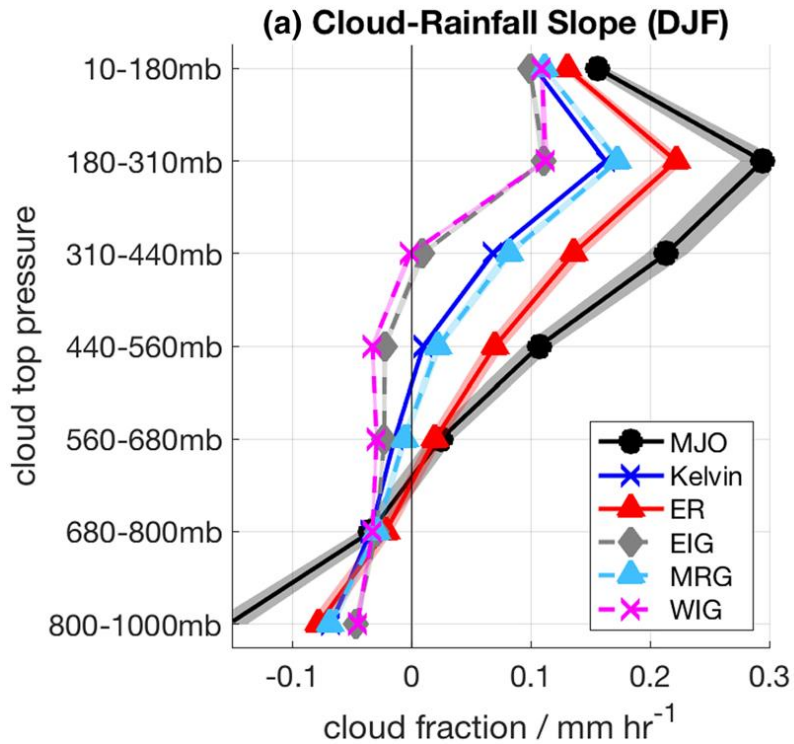 (a) Cloud-Rainfall Slope (DJF)
10-180mb
180-310mb
310-440mb
440-560mb
560-680mb
680-800mb
800-1000mb
cloud top pressure
MJO
Kelvin
ER
EIG
MRG
WIG
-0.1 0 0.1 0.2 0.3
cloud fraction / mm hr⁻¹